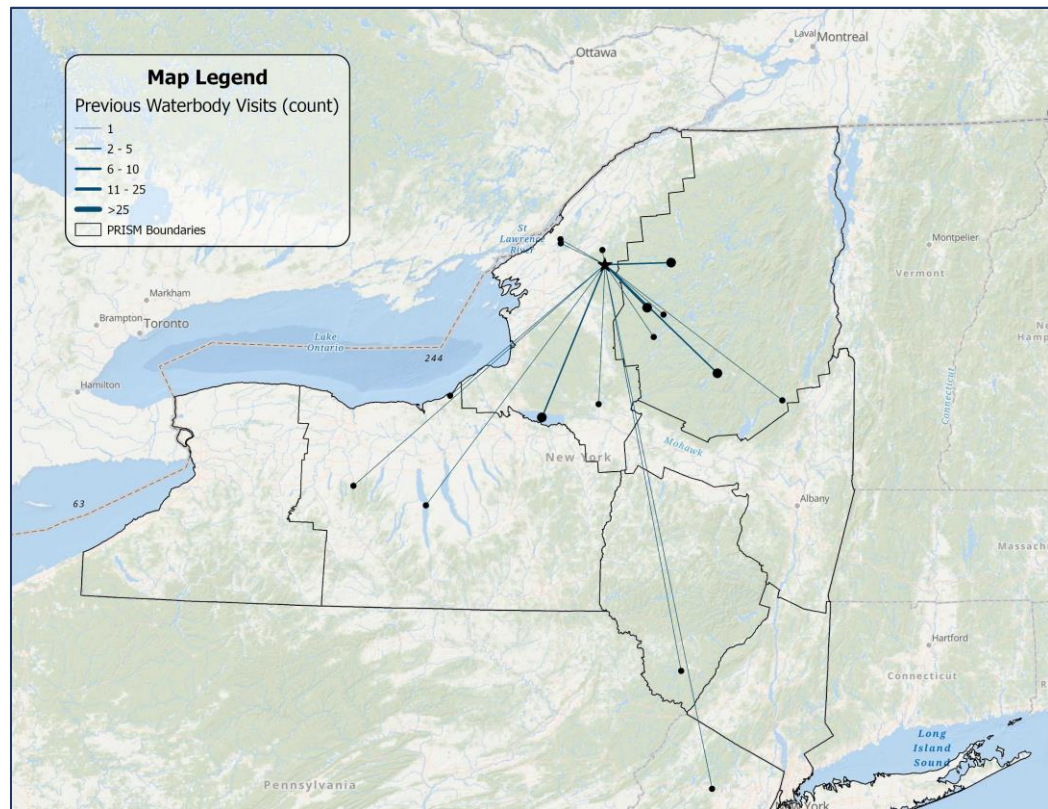 Laval
Montreal
Ottawa
Map Legend
Previous Waterbody Visits (count)
1
2 - 5
6 - 10
11 - 25
>25
PRISM Boundaries
St
Lawrence
River
Montpelier
Vermont
Markham
Brampton
Toronto
Lake
Ontario
244
Hamilton
Connecticut
Mohawk
New York
63
Albany
Hartford
Connecticut
Long
Island
Sound
Pennsylvania
York